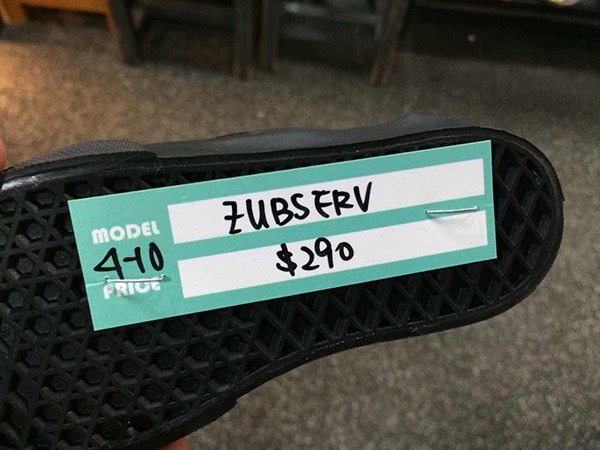 MODEL ZUBSERV
4-10
PRICE $290